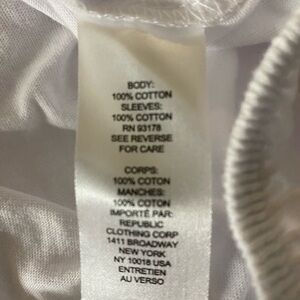 BODY:
100% COTTON
SLEEVES:
100% COTTON
RN 93178
SEE REVERSE
FOR CARE
CORPS:
100% COTON
MANCHES:
100% COTON
IMPORTÉ PAR:
REPUBLIC
CLOTHING CORP
1411 BROADWAY
NEW YORK
NY 10018 USA
ENTRETIEN
AU VERSO